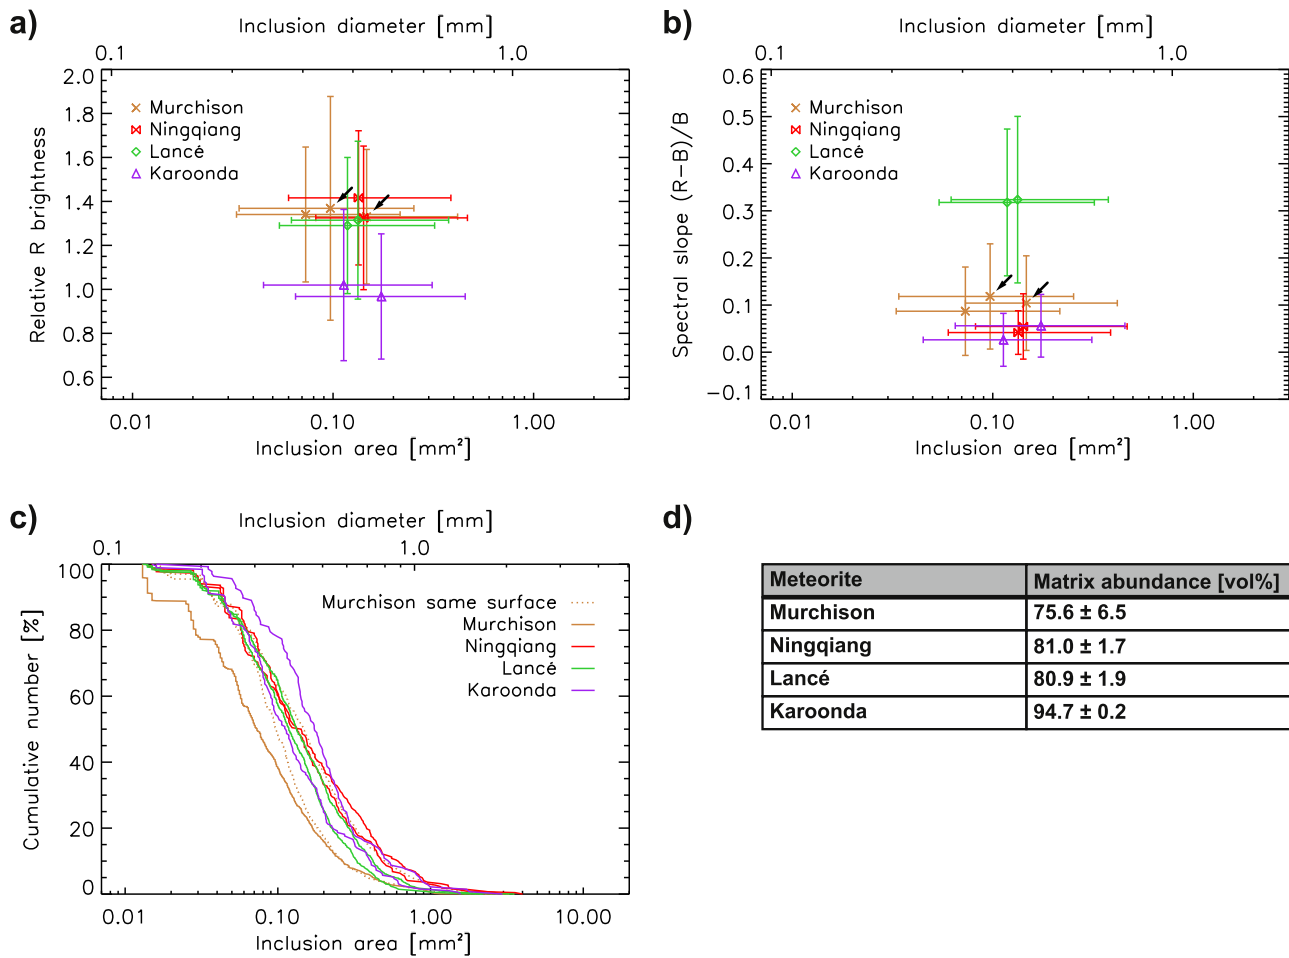 a)
Inclusion diameter [mm]
0.1 1.0
2.0
1.8
1.6
1.4
1.2
1.0
0.8
0.6
Relative R brightness
Murchison
Ningqiang
Lancé
Karoonda
0.01 0.10 1.00
Inclusion area [mm²]
b)
Inclusion diameter [mm]
0.1 1.0
0.6
0.5
0.4
0.3
0.2
0.1
0.0
−0.1
Spectral slope (R−B)/B
Murchison
Ningqiang
Lancé
Karoonda
0.01 0.10 1.00
Inclusion area [mm²]
c)
Inclusion diameter [mm]
0.1 1.0
100
80
60
40
20
0
Cumulative number [%]
Murchison same surface
Murchison
Ningqiang
Lancé
Karoonda
0.01 0.10 1.00 10.00
Inclusion area [mm²]
d)
Meteorite Matrix abundance [vol%]
Murchison 75.6 ± 6.5
Ningqiang 81.0 ± 1.7
Lancé 80.9 ± 1.9
Karoonda 94.7 ± 0.2